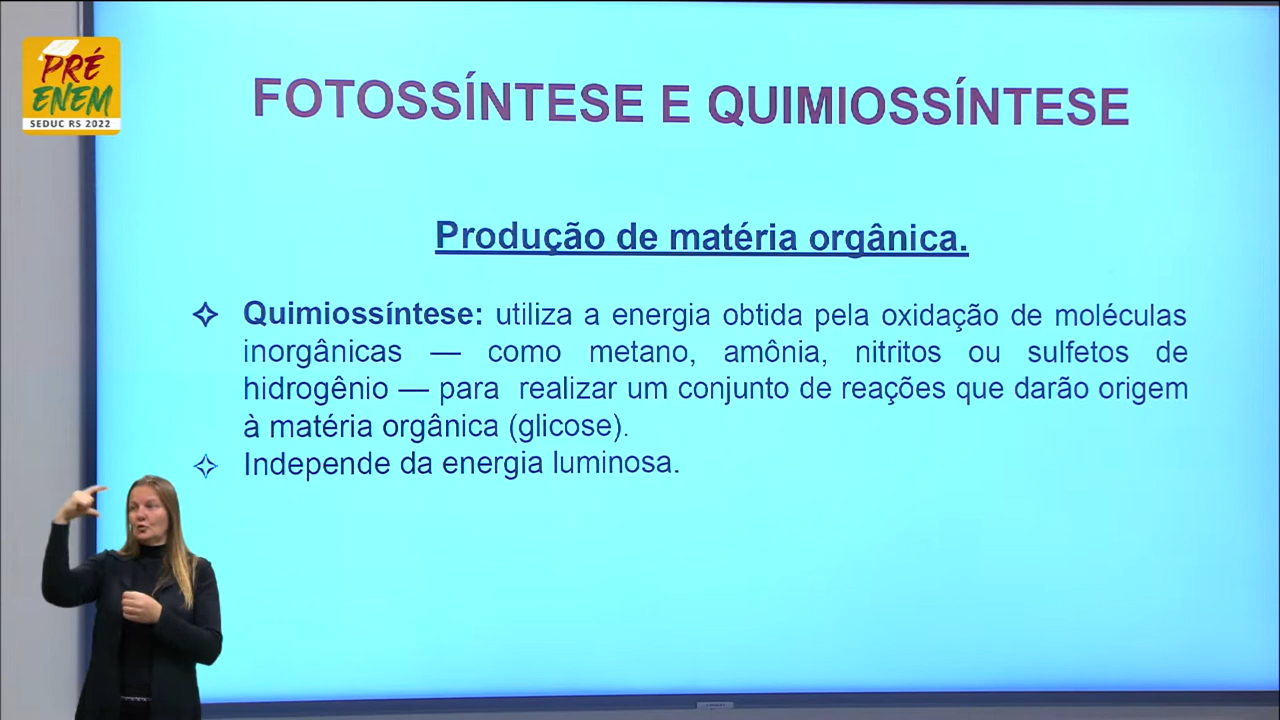 PRÉ
ENEM
SEDUC RS 2022
FOTOSSÍNTESE E QUIMIOSSÍNTESE
Produção de matéria orgânica.
Quimiossíntese: utiliza a energia obtida pela oxidação de moléculas
inorgânicas — como metano, amônia, nitritos ou sulfetos de
hidrogênio — para realizar um conjunto de reações que darão origem
à matéria orgânica (glicose).
Independe da energia luminosa.